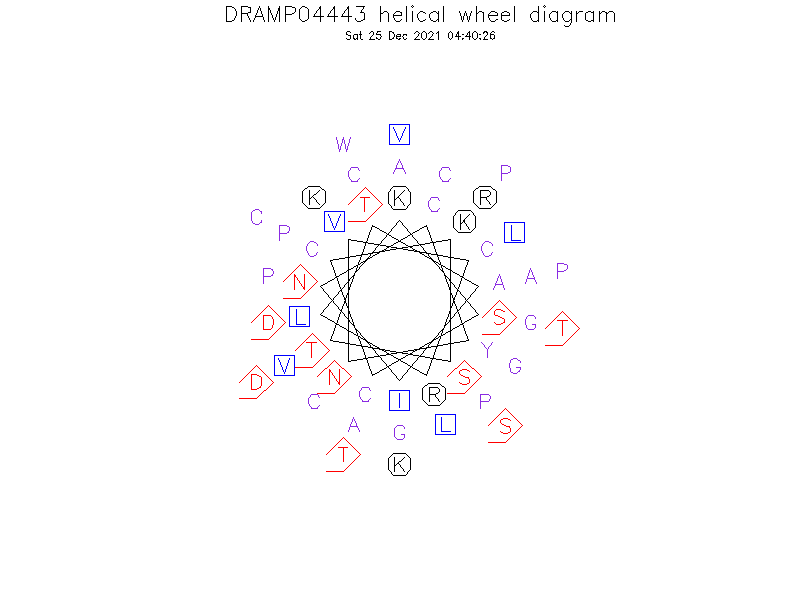 DRAMP04443 helical wheel diagram
Sat 25 Dec 2021 04:40:26
V
W
A
C C P
K T K C K R
C V K L
P C C
P N A A P
D L S G T
T Y
D V N S G
C C I R P
A G L S
T K